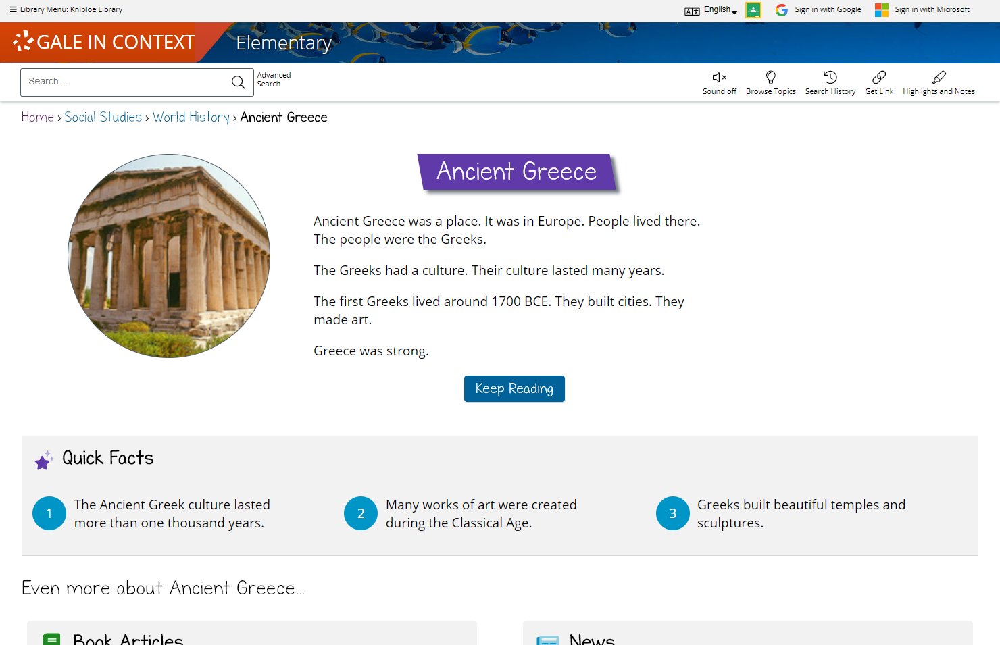 Library Menu: Knibloe Library
English
Sign in with Google
Sign in with Microsoft
GALE IN CONTEXT
Elementary
Search...
Advanced
Search
Sound off
Browse Topics
Search History
Get Link
Highlights and Notes
Home › Social Studies › World History › Ancient Greece
Ancient Greece
Ancient Greece was a place. It was in Europe. People lived there.
The people were the Greeks.
The Greeks had a culture. Their culture lasted many years.
The first Greeks lived around 1700 BCE. They built cities. They
made art.
Greece was strong.
Keep Reading
Quick Facts
1
The Ancient Greek culture lasted
more than one thousand years.
2
Many works of art were created
during the Classical Age.
3
Greeks built beautiful temples and
sculptures.
Even more about Ancient Greece...
Book Articles
News